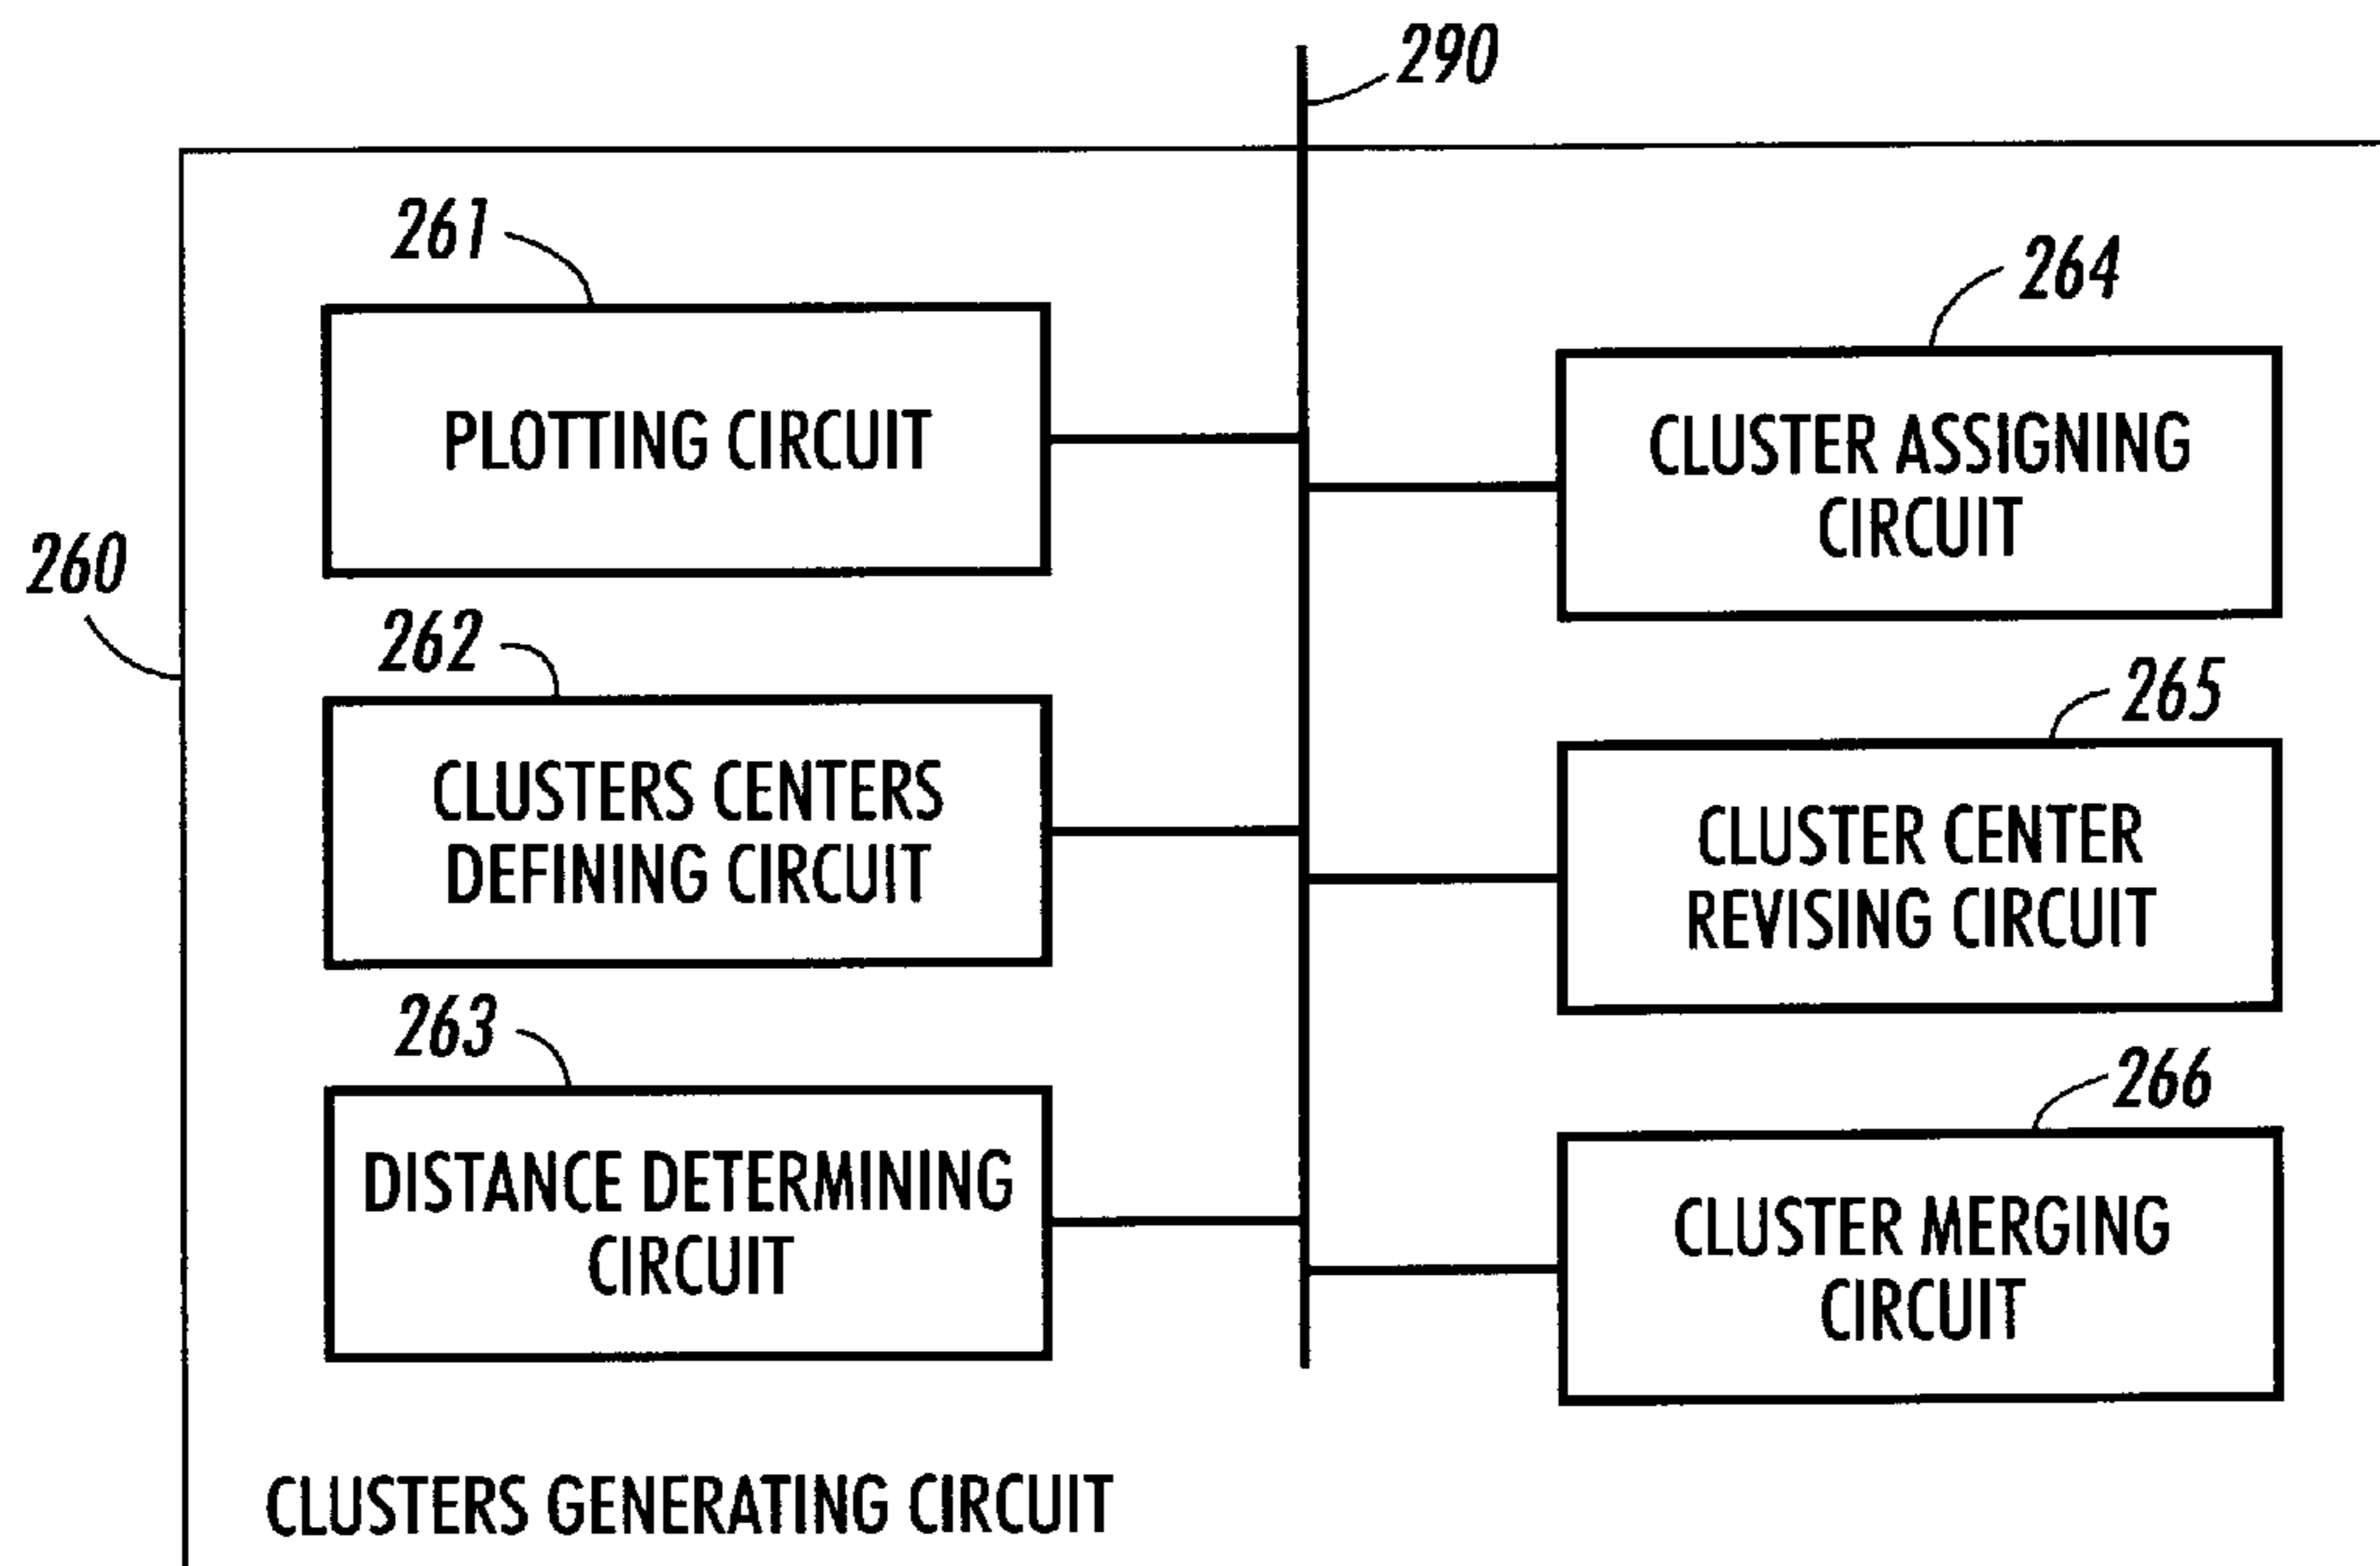 290
261
PLOTTING CIRCUIT
264
CLUSTER ASSIGNING
CIRCUIT
260
262
CLUSTERS CENTERS
DEFINING CIRCUIT
265
CLUSTER CENTER
REVISING CIRCUIT
263
DISTANCE DETERMINING
CIRCUIT
266
CLUSTER MERGING
CIRCUIT
CLUSTERS GENERATING CIRCUIT